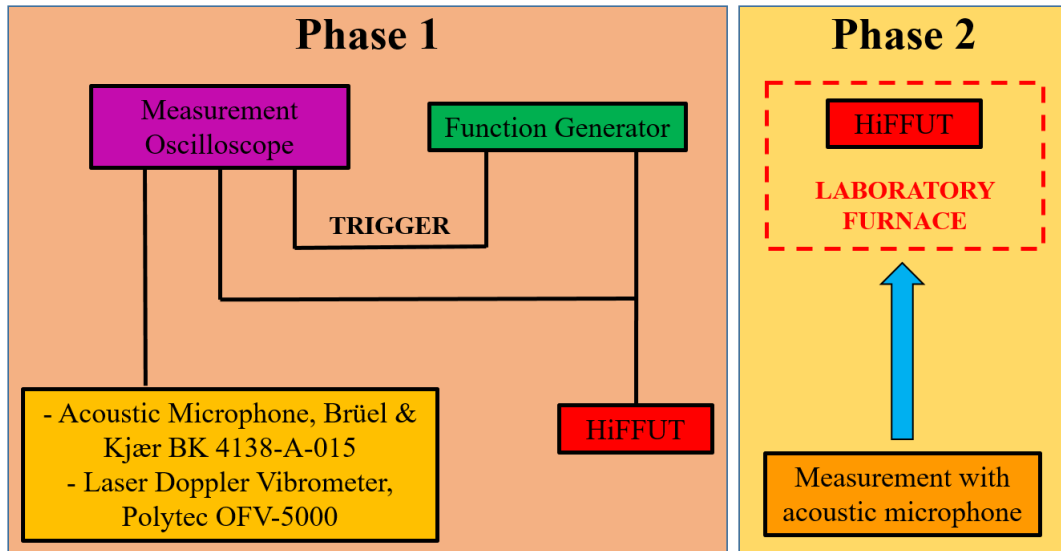 Phase 1
Measurement
Oscilloscope
Function Generator
TRIGGER
- Acoustic Microphone, Brüel &
Kjær BK 4138-A-015
- Laser Doppler Vibrometer,
Polytec OFV-5000
HiFFUT
Phase 2
HiFFUT
LABORATORY
FURNACE
Measurement with
acoustic microphone